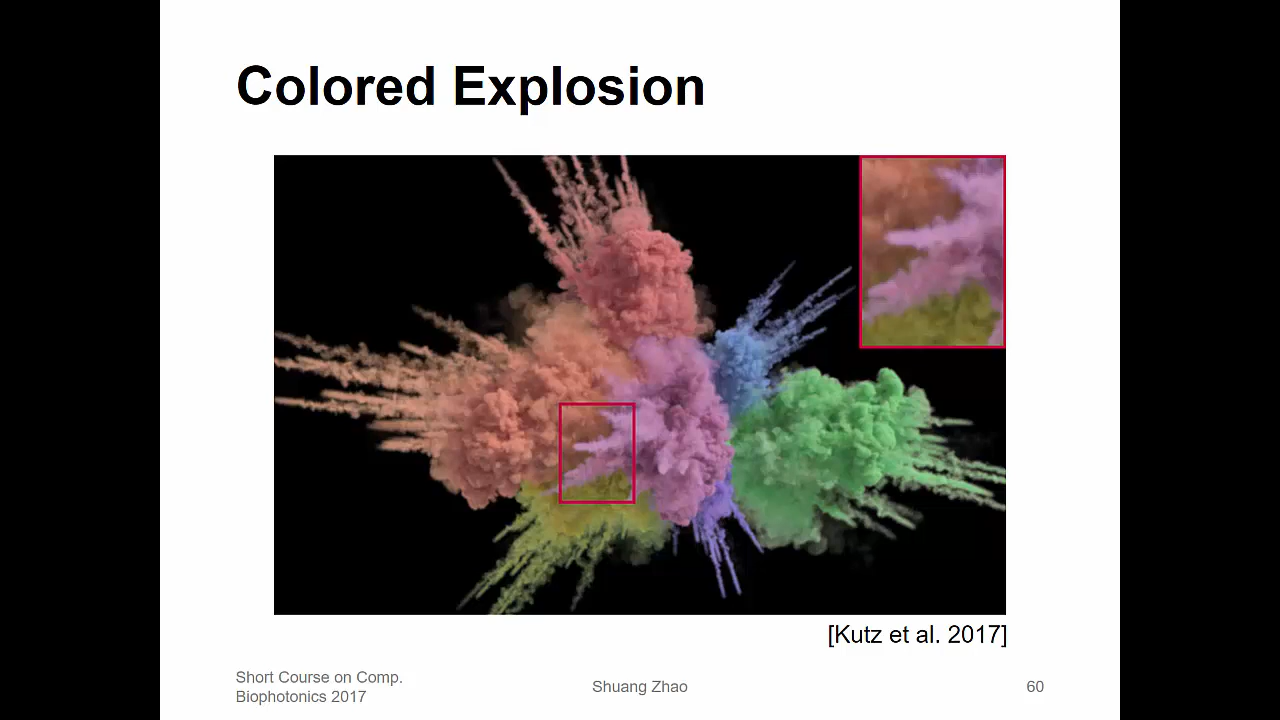 Colored Explosion
[Kutz et al. 2017]
Short Course on Comp.
Biophotonics 2017
Shuang Zhao
60